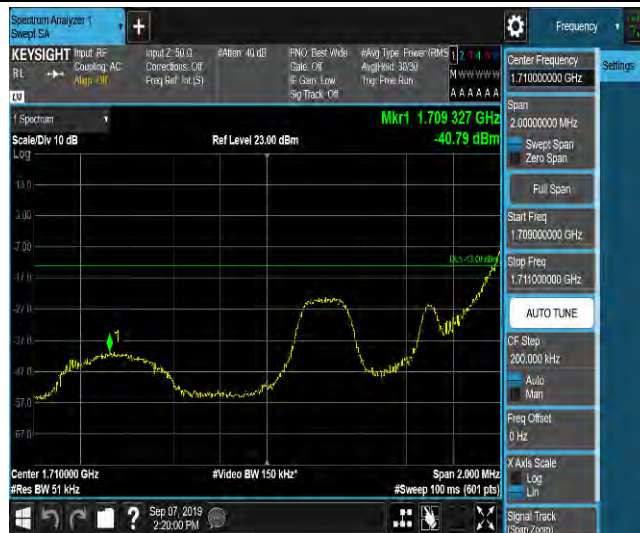 Spectrum Analyzer 1
Swept SA
+
Frequency
KEYSIGHT
RL
Input: RF
Coupling: AC
Align: Off
Input Z: 50 Ω
Corrections: Off
Freq Ref: Int (S)
#Atten: 40 dB
PNO: Best Wide
Gate: Off
IF Gain: Low
Sig Track: Off
#Avg Type: Power (RMS
Avg|Hold: 30/30
Trig: Free Run
M W W W W W
A A A A A A
1 Spectrum
Scale/Div 10 dB
Log
Ref Level 23.00 dBm
Mkr1 1.709 327 GHz
-40.79 dBm
13.0
3.00
-7.00
-17.0
-27.0
-37.0
-47.0
-57.0
-67.0
DL1 -13.00 dBm
1
Center 1.710000 GHz
#Video BW 150 kHz*
Span 2.000 MHz
#Res BW 51 kHz
#Sweep 100 ms (601 pts)
Center Frequency
1.710000000 GHz
Span
2.00000000 MHz
Swept Span
Zero Span
Full Span
Start Freq
1.709000000 GHz
Stop Freq
1.711000000 GHz
AUTO TUNE
CF Step
200.000 kHz
Auto
Man
Freq Offset
0 Hz
X Axis Scale
Log
Lin
Signal Track
(Span Zoom)
Settings
?
Sep 07, 2019
2:20:00 PM